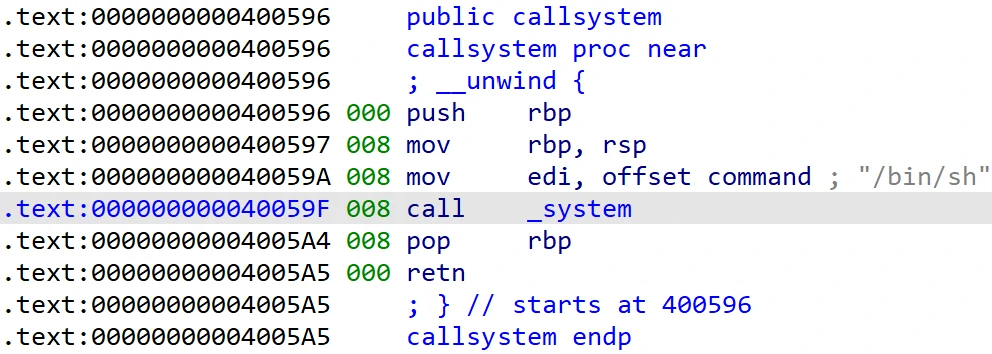 .text:0000000000400596 public callsystem
.text:0000000000400596 callsystem proc near
.text:0000000000400596 ; __unwind {
.text:0000000000400596 000 push rbp
.text:0000000000400597 008 mov rbp, rsp
.text:000000000040059A 008 mov edi, offset command ; "/bin/sh"
.text:000000000040059F 008 call _system
.text:00000000004005A4 008 pop rbp
.text:00000000004005A5 000 retn
.text:00000000004005A5 ; } // starts at 400596
.text:00000000004005A5 callsystem endp